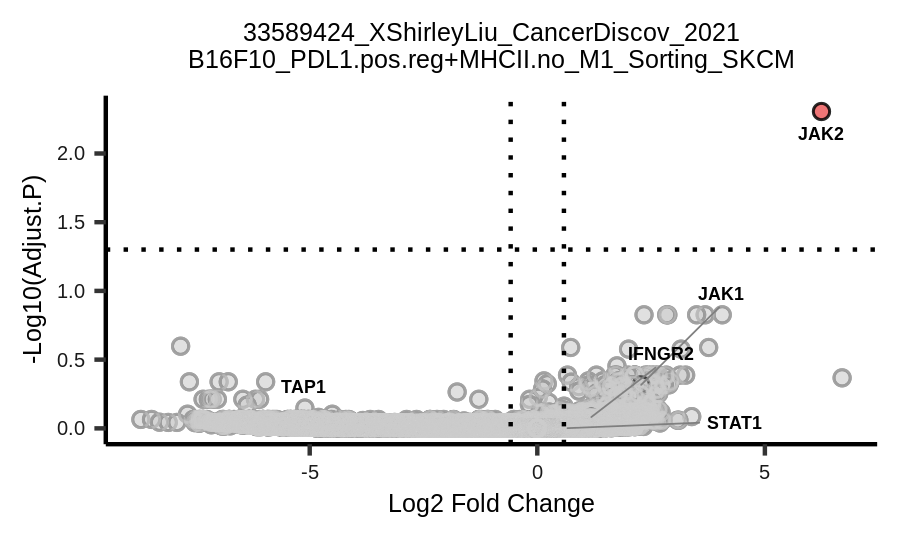 33589424_XShirleyLiu_CancerDiscov_2021
B16F10_PDL1.pos.reg+MHCII.no_M1_Sorting_SKCM
-Log10(Adjust.P)
2.0
1.5
1.0
0.5
0.0
JAK2
JAK1
IFNGR2
TAP1
STAT1
-5
0
5
Log2 Fold Change